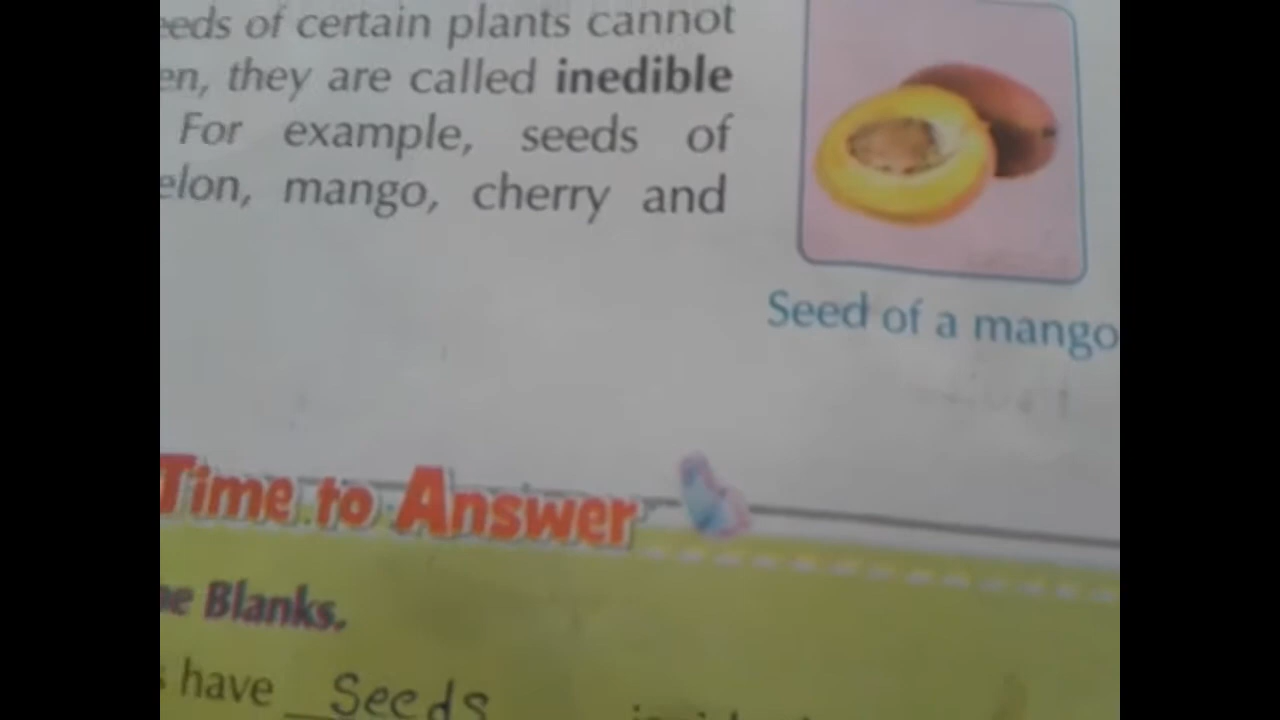 eeds of certain plants cannot
en, they are called inedible
For example, seeds of
elon, mango, cherry and
Seed of a mango
Time to Answer
he Blanks.
have Seeds